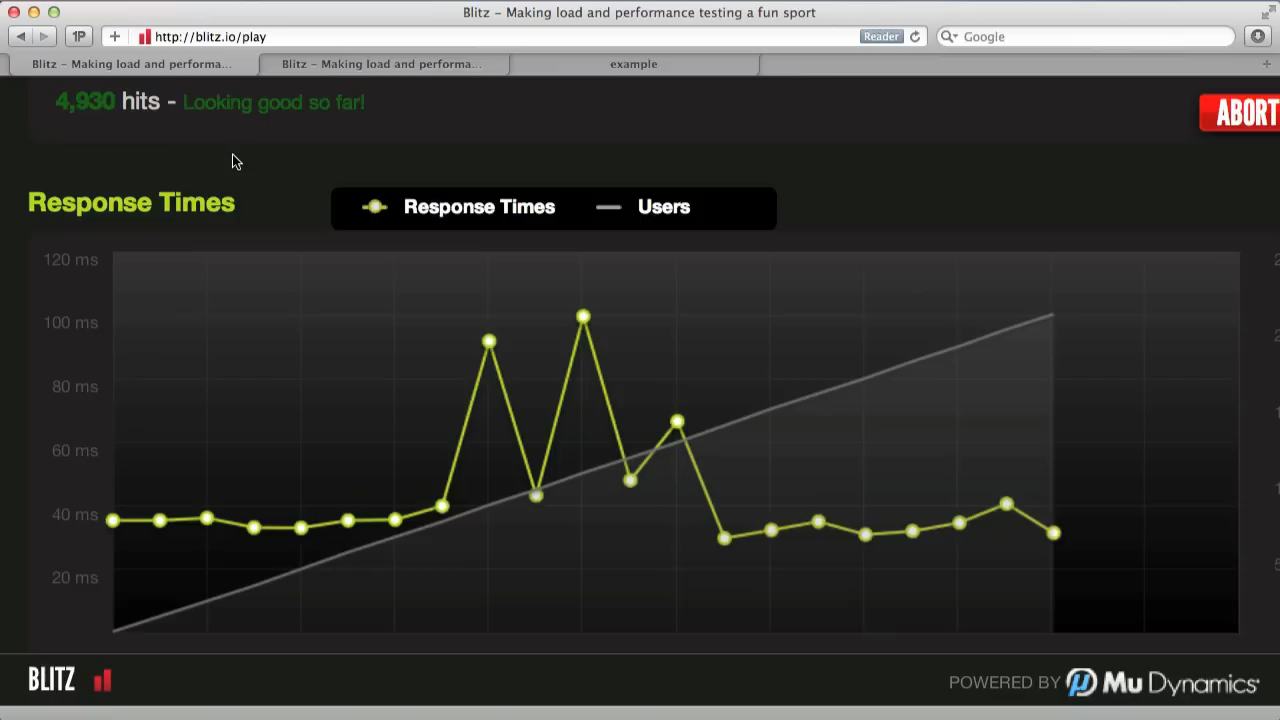 Blitz – Making load and performance testing a fun sport
1P
+
http://blitz.io/play
Reader
Google
Blitz – Making load and performa...
Blitz – Making load and performa...
example
+
4,930 hits - Looking good so far!
ABORT
Response Times
Response Times
Users
120 ms
100 ms
80 ms
60 ms
40 ms
20 ms
BLITZ
POWERED BY Mu Dynamics